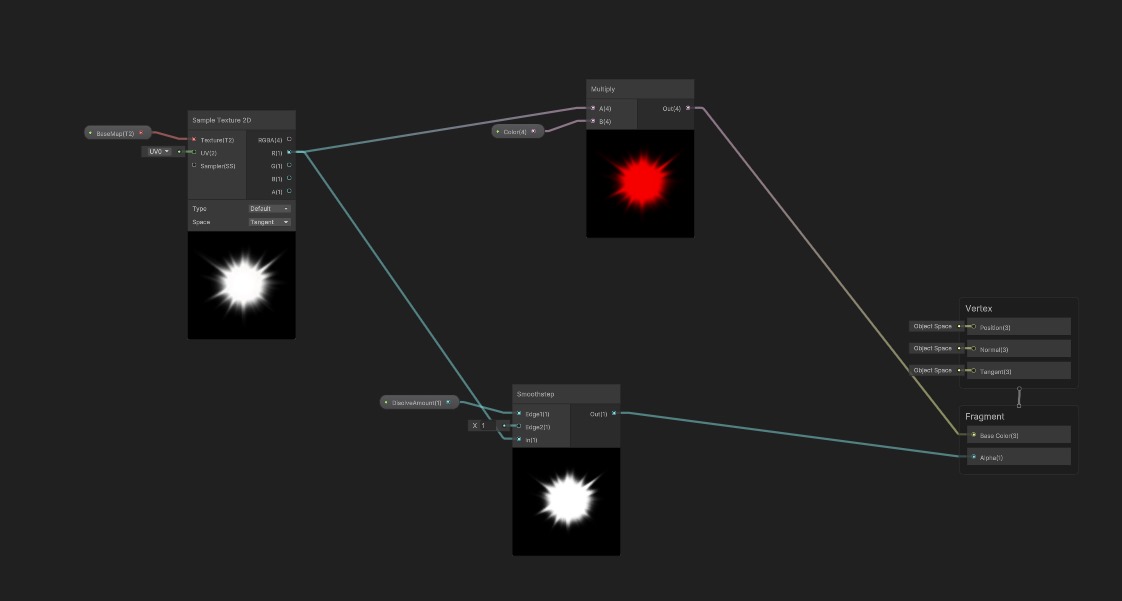 BaseMap(T2)
UV0
Sample Texture 2D
Texture(T2)
UV(2)
Sampler(SS)
RGBA(4)
R(1)
G(1)
B(1)
A(1)
Type Default
Space Tangent
Color(4)
Multiply
A(4)
B(4)
Out(4)
DisolveAmount(1)
X 1
Smoothstep
Edge1(1)
Edge2(1)
In(1)
Out(1)
Vertex
Object Space Position(3)
Object Space Normal(3)
Object Space Tangent(3)
Fragment
Base Color(3)
Alpha(1)